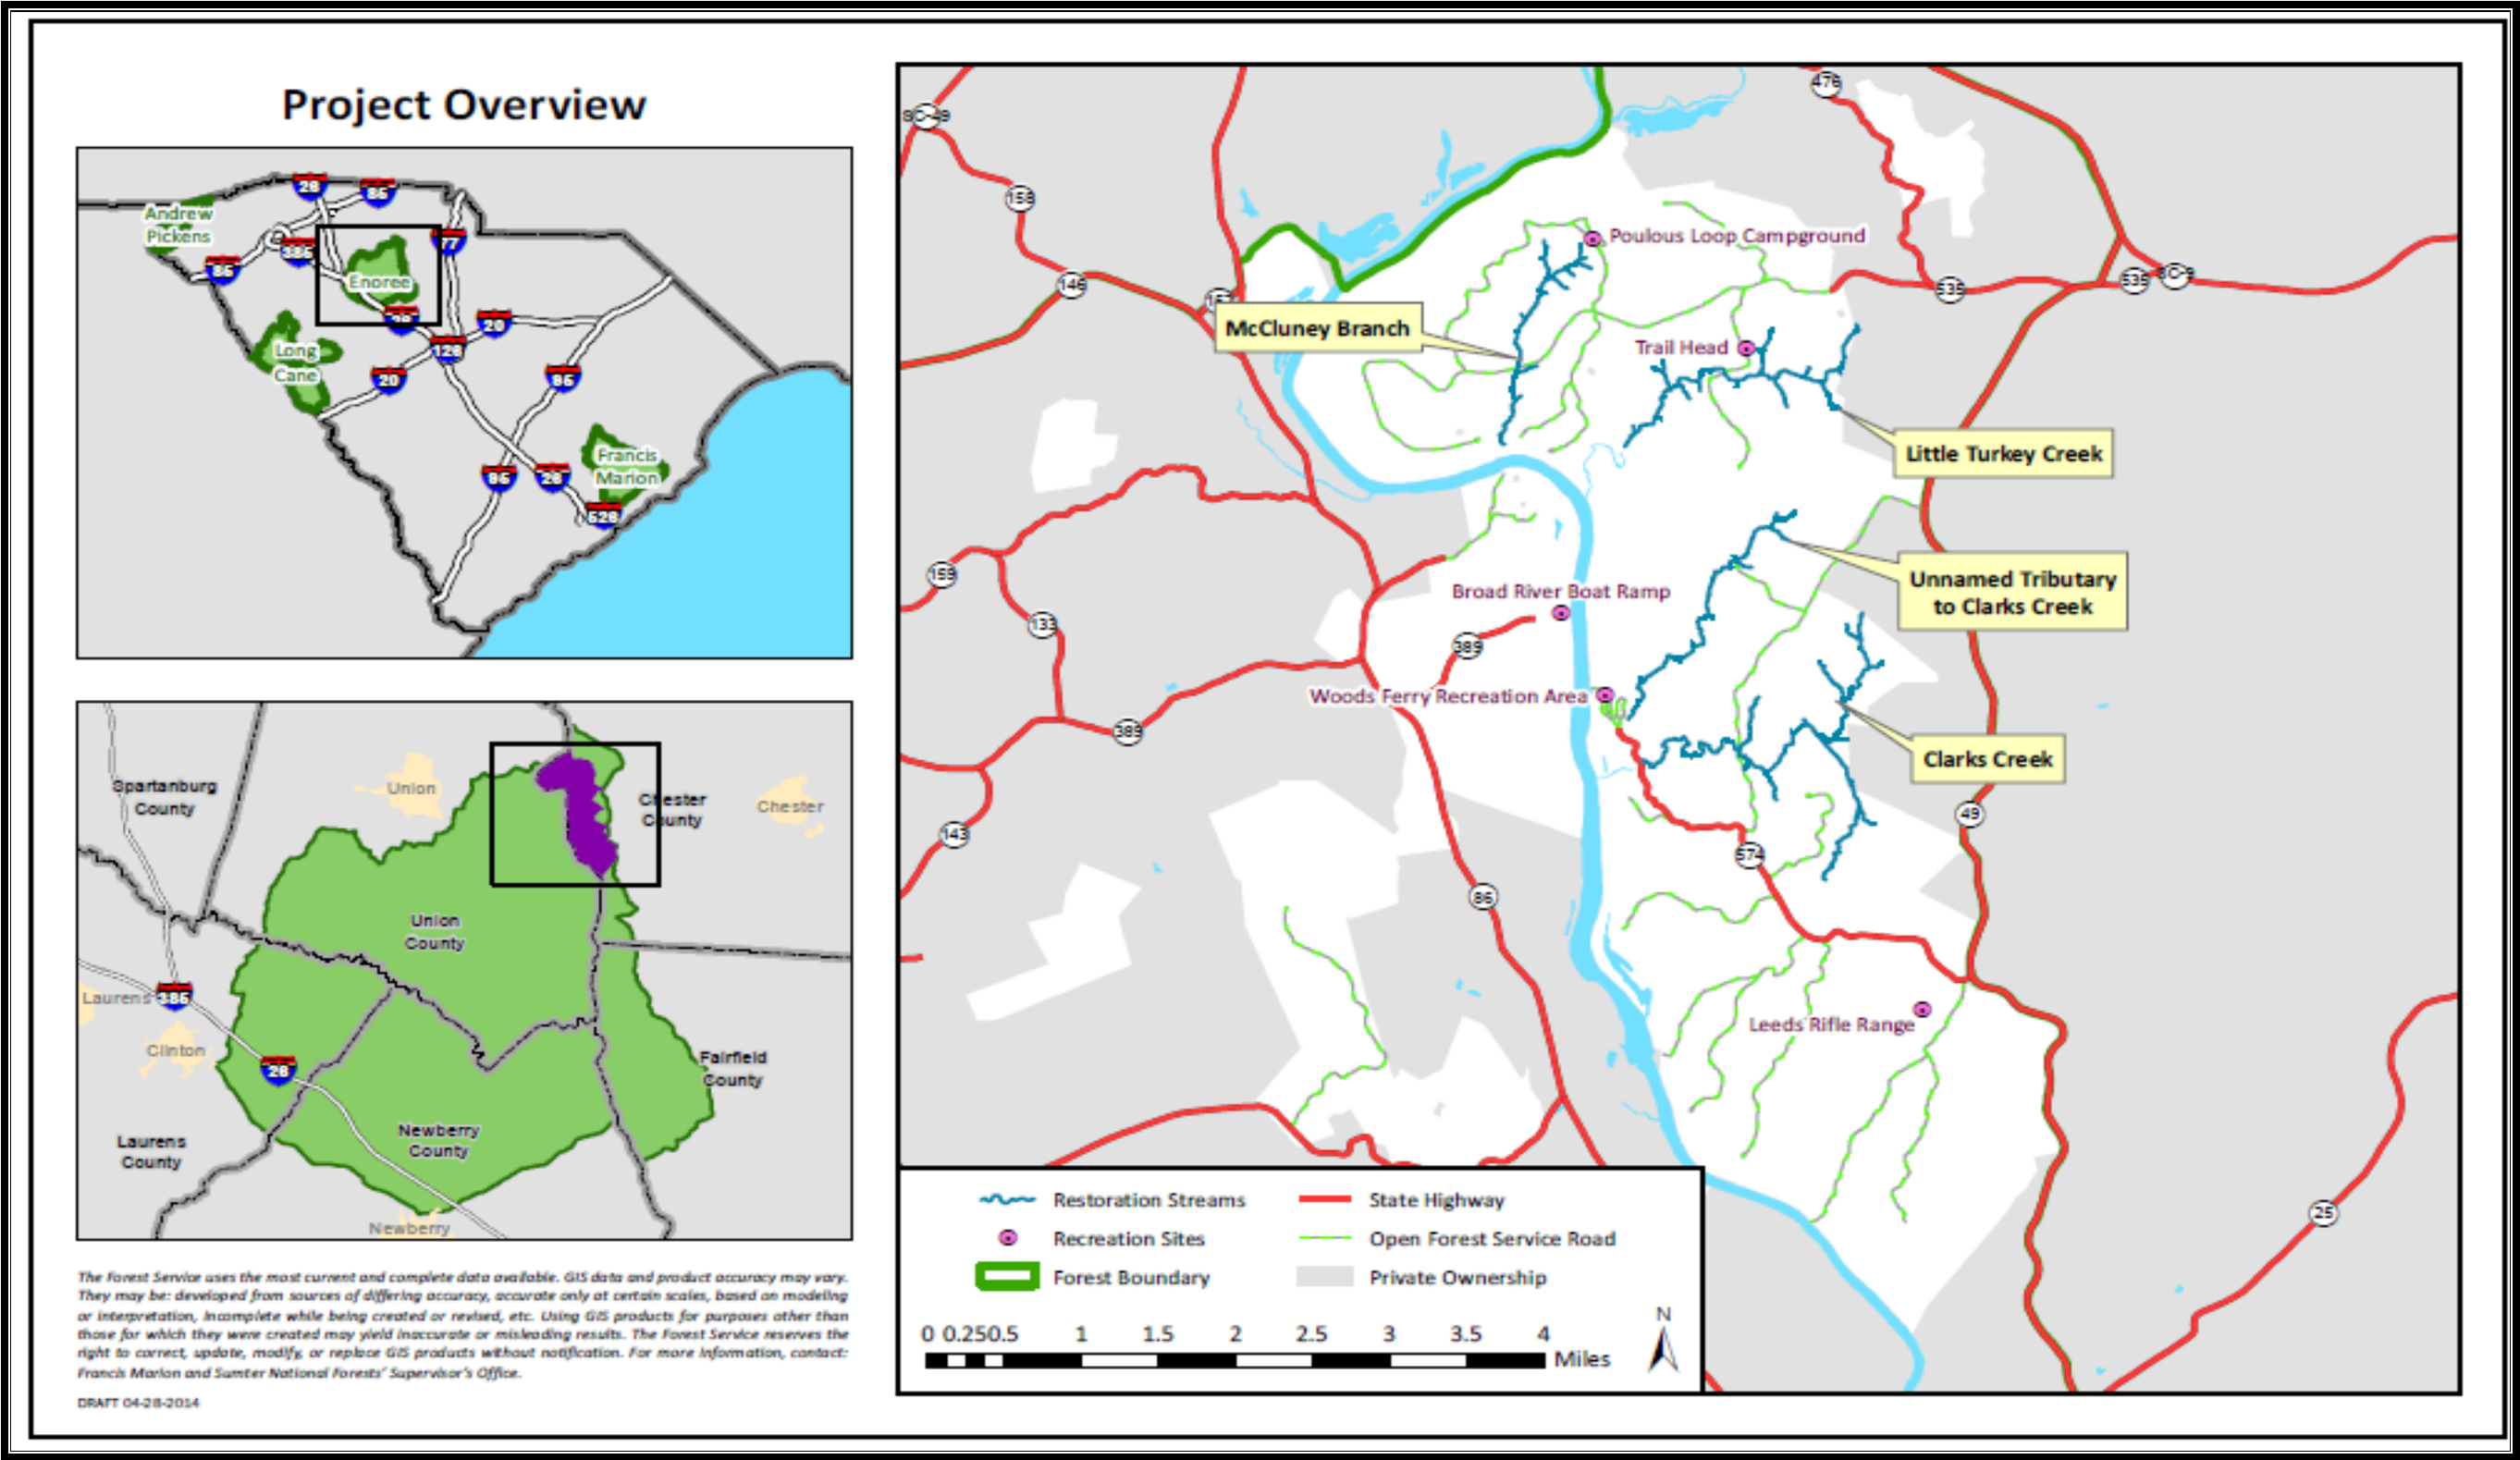 Project Overview
28
85
Andrew
Pickens
77
385
85
Enoree
20
Long
Cane
126
20
Francis
Marion
528
Spartanburg
County
Union
Chester
County
Chester
Union
County
Laurens
385
Clinton
26
Fairfield
County
Laurens
County
Newberry
County
Newberry
The Forest Service uses the most current and complete data available. GIS data and product accuracy may vary.
They may be: developed from sources of differing accuracy, accurate only at certain scales, based on modeling
or interpretation, incomplete while being created or revised, etc. Using GIS products for purposes other than
those for which they were created may yield inaccurate or misleading results. The Forest Service reserves the
right to correct, update, modify, or replace GIS products without notification. For more information, contact:
Francis Marion and Sumter National Forests' Supervisor's Office.
DRAFT 04-28-2014
SC-49
158
146
McCluney Branch
Poulous Loop Campground
535
535
SC-9
Trail Head
Little Turkey Creek
159
133
Broad River Boat Ramp
389
Unnamed Tributary
to Clarks Creek
Woods Ferry Recreation Area
389
Clarks Creek
143
49
574
86
Leeds Rifle Range
25
Restoration Streams
State Highway
Recreation Sites
Open Forest Service Road
Forest Boundary
Private Ownership
N
0 0.25 0.5 1 1.5 2 2.5 3 3.5 4
Miles